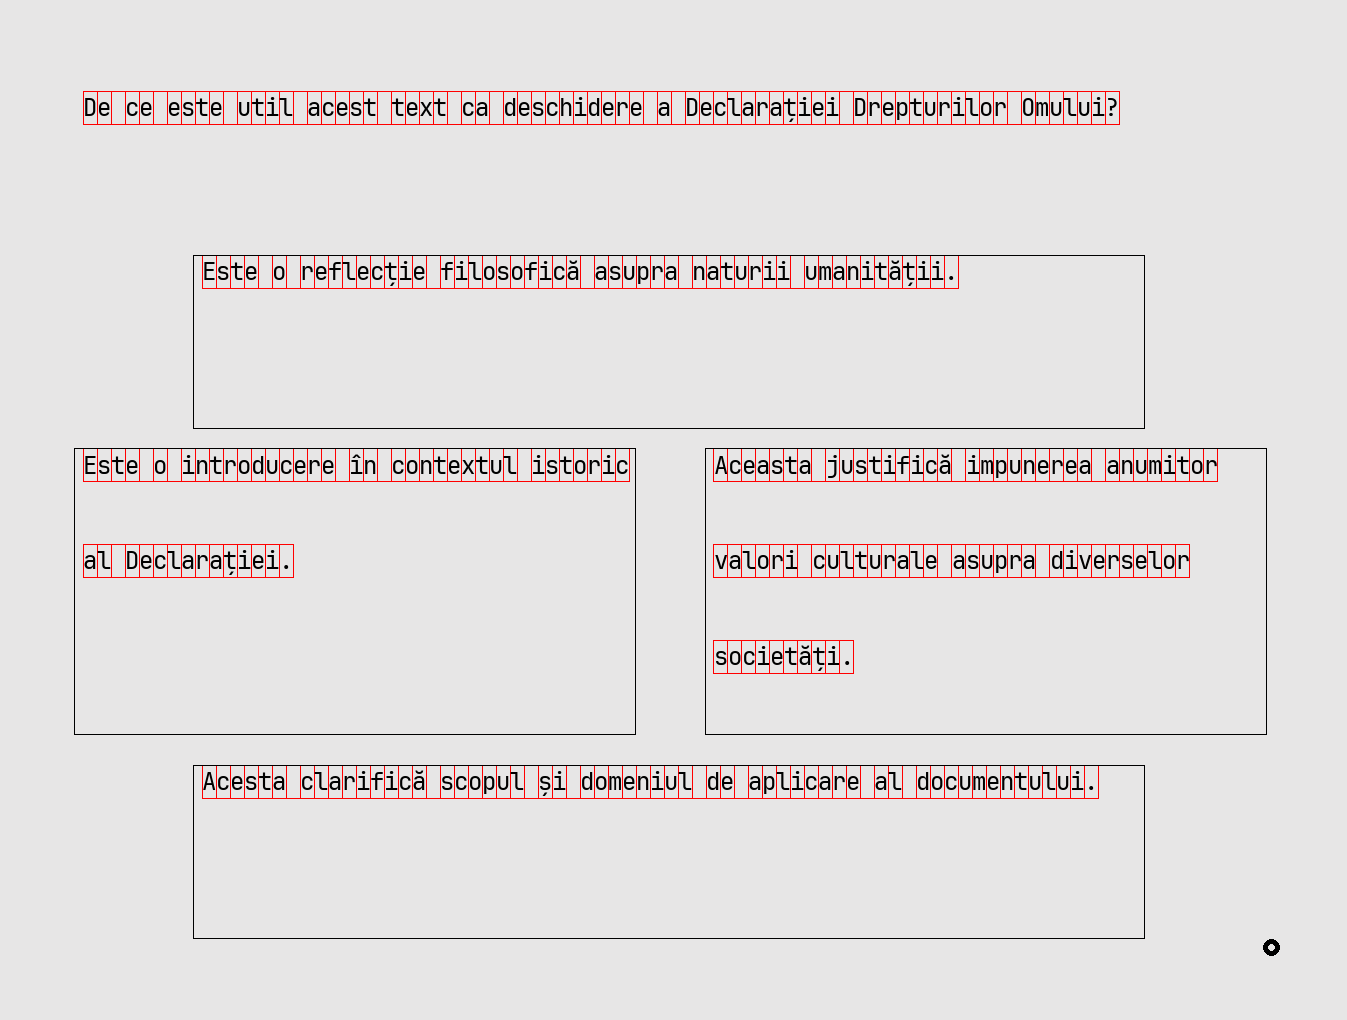 De ce este util acest text ca deschidere a Declarației Drepturilor Omului?
Este o reflecție filosofică asupra naturii umanității.
Este o introducere în contextul istoric
al Declarației.
Aceasta justifică impunerea anumitor
valori culturale asupra diverselor
societăți.
Acesta clarifică scopul și domeniul de aplicare al documentului.